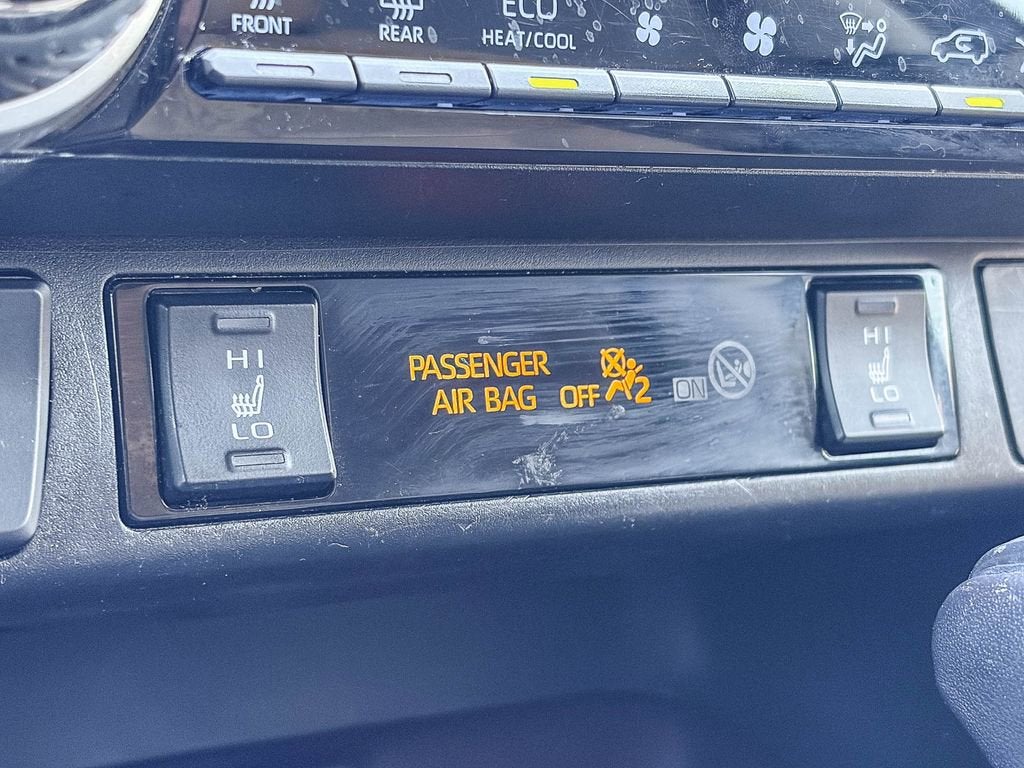 FRONT
REAR
ECO
HEAT/COOL
HI
LO
PASSENGER
AIR BAG OFF 2
ON
HI
LO